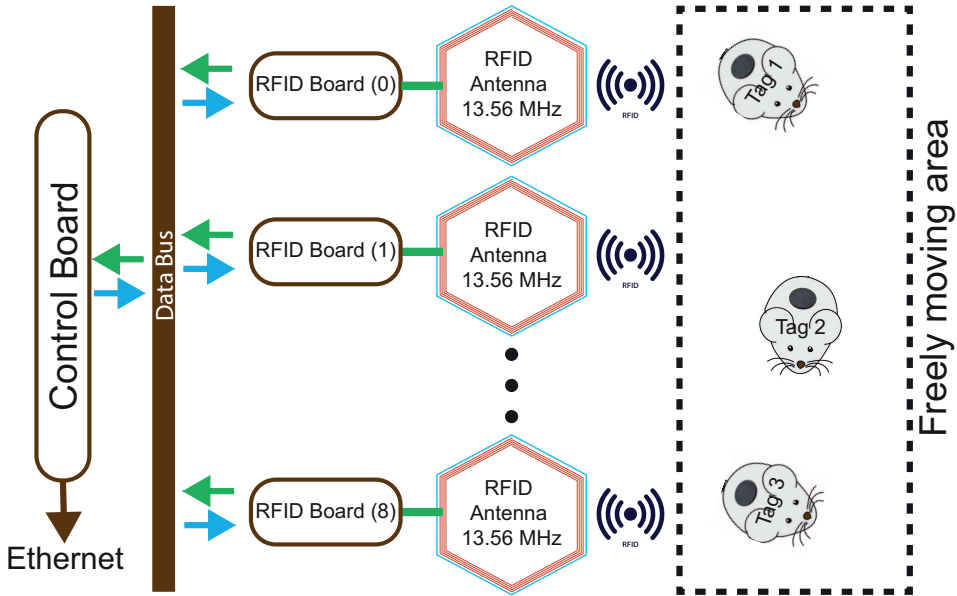 Control Board
Ethernet
Data Bus
RFID Board (0)
RFID
Antenna
13.56 MHz
RFID
RFID Board (1)
RFID
Antenna
13.56 MHz
RFID
RFID Board (8)
RFID
Antenna
13.56 MHz
RFID
Tag 1
Tag 2
Tag 3
Freely moving area